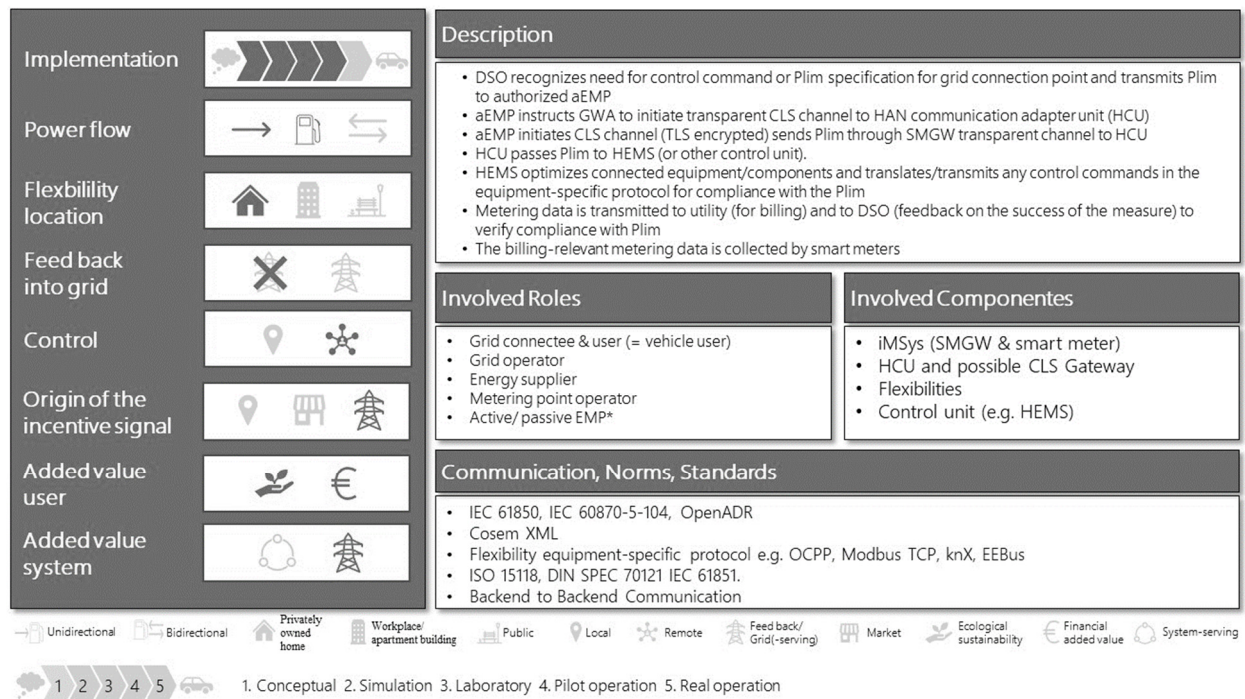 Implementation
Power flow
Flexbilility
location
Feed back
into grid
Control
Origin of the
incentive signal
Added value
user
Added value
system
Description
• DSO recognizes need for control command or Plim specification for grid connection point and transmits Plim
to authorized aEMP
• aEMP instructs GWA to initiate transparent CLS channel to HAN communication adapter unit (HCU)
• aEMP initiates CLS channel (TLS encrypted) sends Plim through SMGW transparent channel to HCU
• HCU passes Plim to HEMS (or other control unit).
• HEMS optimizes connected equipment/components and translates/transmits any control commands in the
equipment-specific protocol for compliance with the Plim
• Metering data is transmitted to utility (for billing) and to DSO (feedback on the success of the measure) to
verify compliance with Plim
• The billing-relevant metering data is collected by smart meters
Involved Roles
• Grid connectee & user (= vehicle user)
• Grid operator
• Energy supplier
• Metering point operator
• Active/ passive EMP*
Involved Componentes
• iMSys (SMGW & smart meter)
• HCU and possible CLS Gateway
• Flexibilities
• Control unit (e.g. HEMS)
Communication, Norms, Standards
• IEC 61850, IEC 60870-5-104, OpenADR
• Cosem XML
• Flexibility equipment-specific protocol e.g. OCPP, Modbus TCP, knX, EEBus
• ISO 15118, DIN SPEC 70121 IEC 61851.
• Backend to Backend Communication
Unidirectional
Bidirectional
Privately
owned
home
Workplace/
apartment building
Public
Local
Remote
Feed back/
Grid(-serving)
Market
Ecological
sustainability
Financial
added value
System-serving
1 2 3 4 5
1. Conceptual 2. Simulation 3. Laboratory 4. Pilot operation 5. Real operation